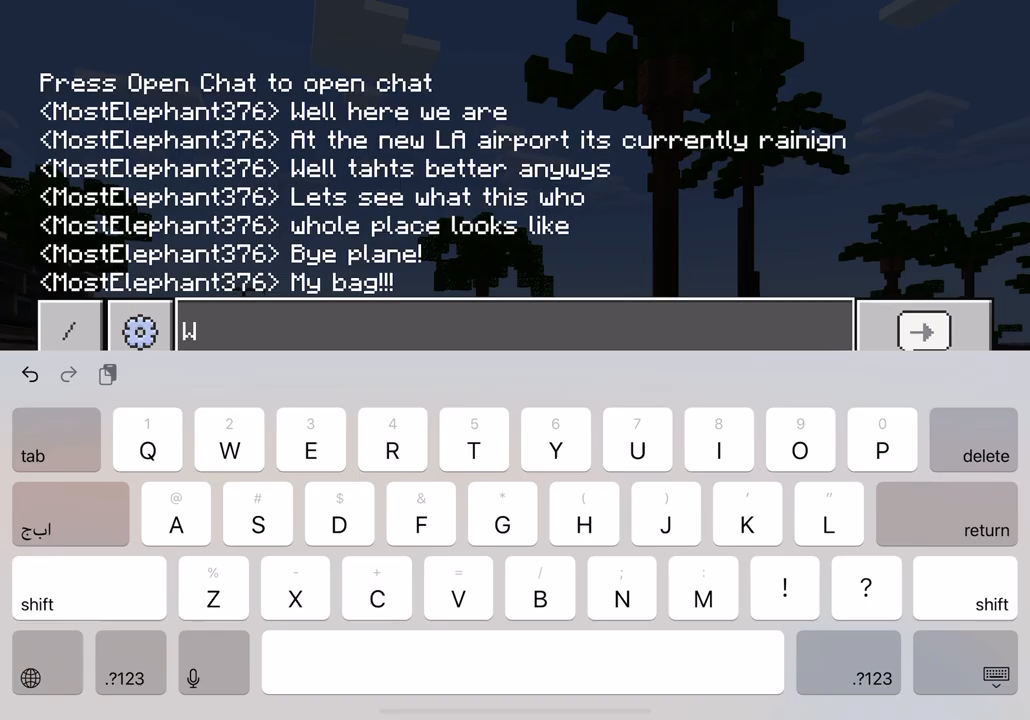 Press Open Chat to open chat
<MostElephant376> Well here we are
<MostElephant376> At the new LA airport its currently rainign
<MostElephant376> Well tahts better anywys
<MostElephant376> Lets see what this who
<MostElephant376> whole place looks like
<MostElephant376> Bye plane!
<MostElephant376> My bag!!!
/ W
1 2 3 4 5 6 7 8 9 0
tab Q W E R T Y U I O P delete
@ # $ & * ( ) ' "
ابج A S D F G H J K L return
% - + = / ; :
shift Z X C V B N M ! ? shift
.?123 .?123